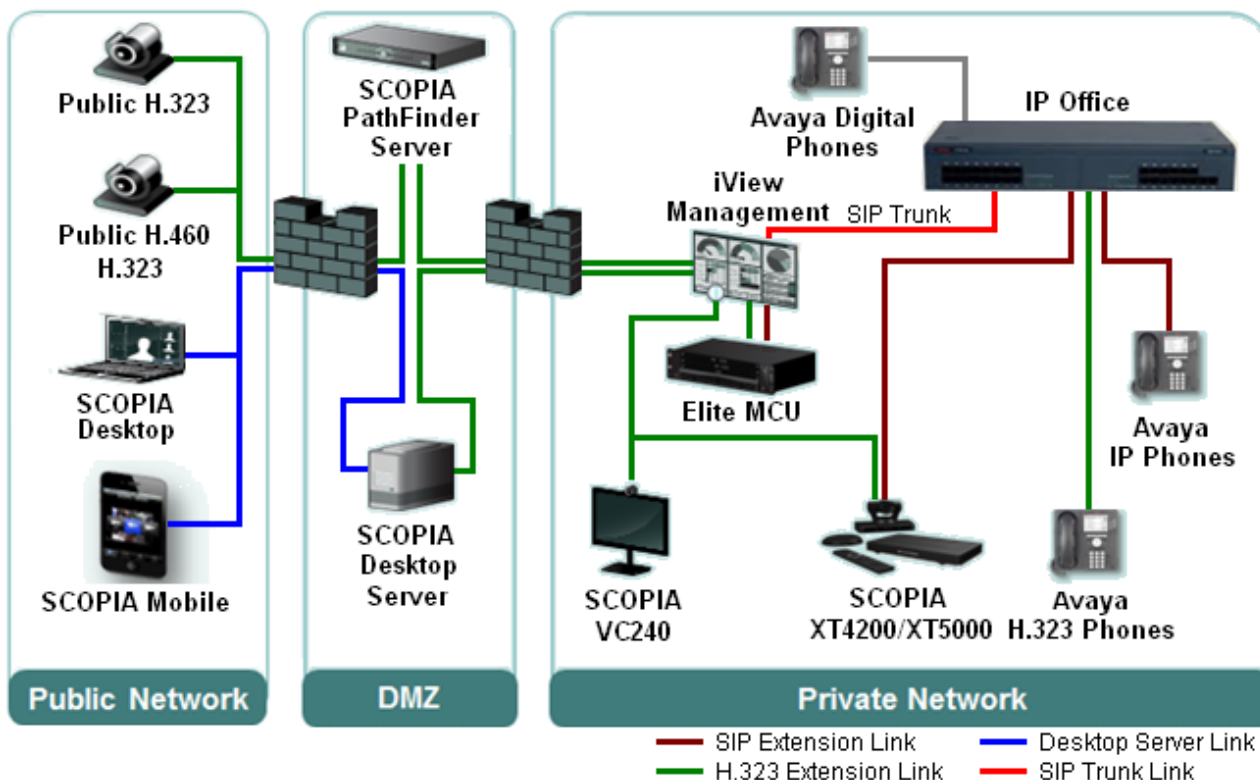 Public H.323
Public H.460
H.323
SCOPIA
Desktop
SCOPIA Mobile
Public Network
SCOPIA
PathFinder
Server
SCOPIA
Desktop
Server
DMZ
Avaya Digital
Phones
IP Office
iView
Management
SIP Trunk
Elite MCU
Avaya
IP Phones
SCOPIA
VC240
SCOPIA
XT4200/XT5000
Avaya
H.323 Phones
Private Network
SIP Extension Link
Desktop Server Link
H.323 Extension Link
SIP Trunk Link